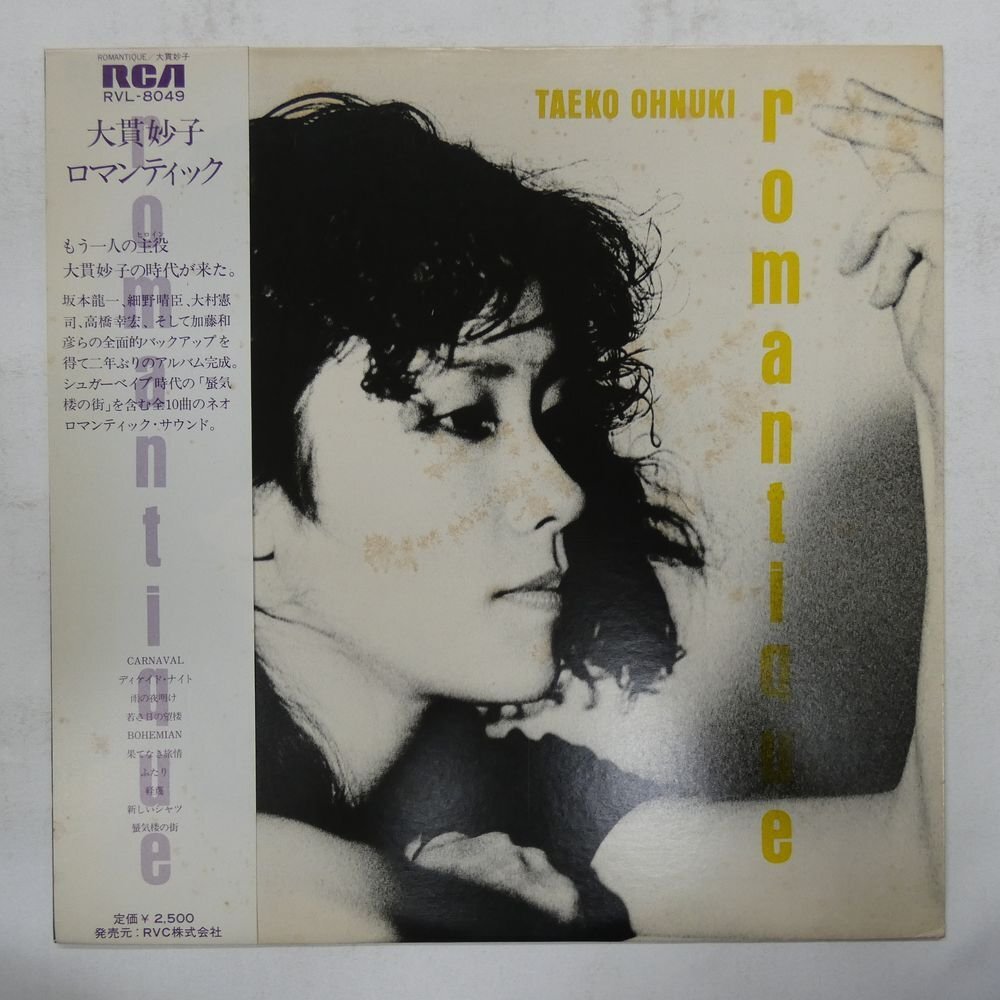 ROMANTIQUE/大貫妙子
RCA
RVL-8049
大貫妙子
ロマンティック
ヒロイン
もう一人の主役
大貫妙子の時代が来た。
坂本龍一、細野晴臣、大村憲
司、高橋幸宏、そして加藤和
彦らの全面的バックアップを
得て二年ぶりのアルバム完成。
シュガーベイブ時代の「蜃気
楼の街」を含む全10曲のネオ
ロマンティック・サウンド。
romantique
CARNAVAL
ディケイド・ナイト
雨の夜明け
若き日の望楼
BOHEMIAN
果てなき旅情
ふたり
軽蔑
新しいシャツ
蜃気楼の街
定価¥2,500
発売元:RVC株式会社
TAEKO OHNUKI
romantique